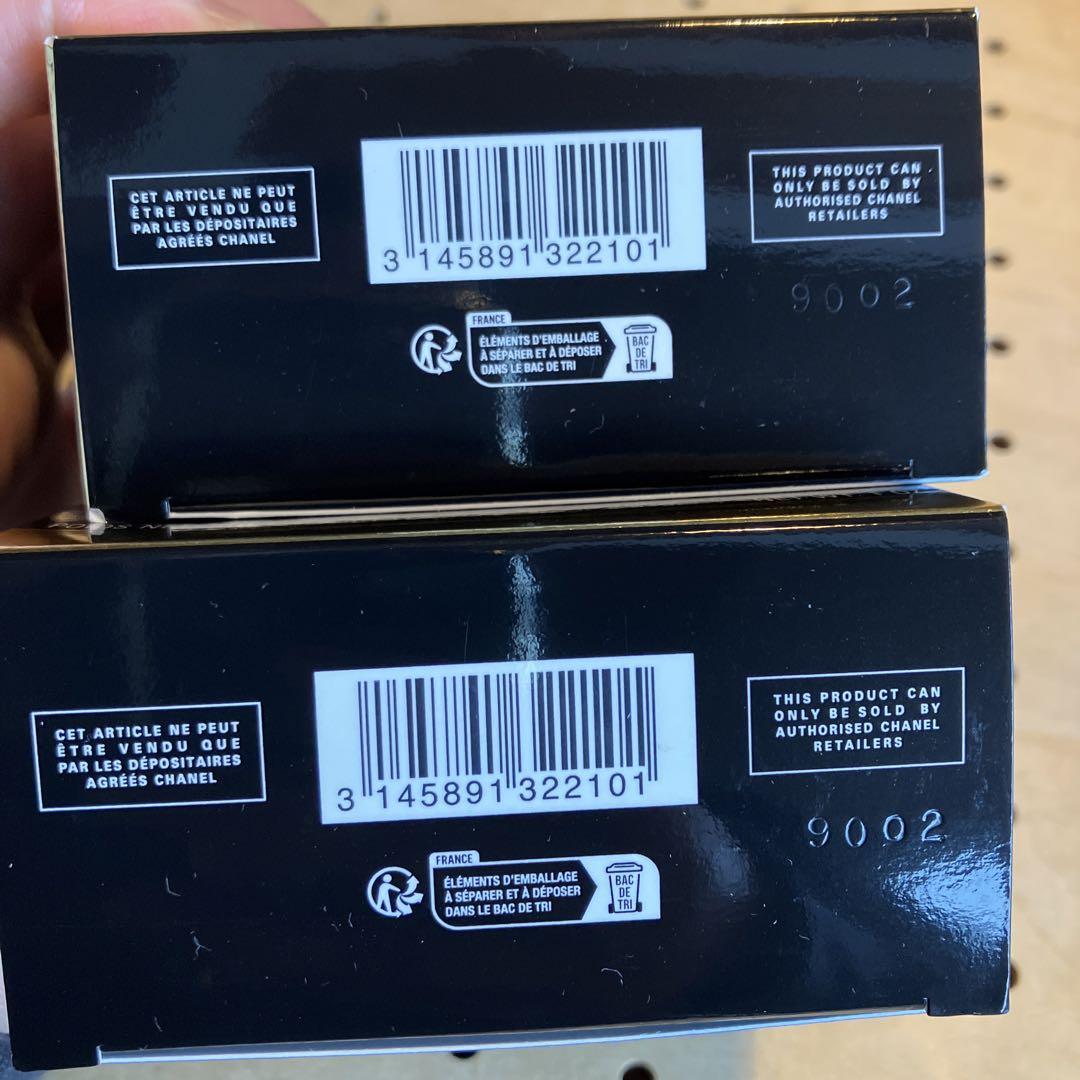 CET ARTICLE NE PEUT
ÊTRE VENDU QUE
PAR LES DÉPOSITAIRES
AGRÉÉS CHANEL
3 145891 322101
THIS PRODUCT CAN
ONLY BE SOLD BY
AUTHORISED CHANEL
RETAILERS
9002
FRANCE
ÉLÉMENTS D'EMBALLAGE
À SÉPARER ET À DÉPOSER
DANS LE BAC DE TRI
BAC
DE
TRI
CET ARTICLE NE PEUT
ÊTRE VENDU QUE
PAR LES DÉPOSITAIRES
AGRÉÉS CHANEL
3 145891 322101
THIS PRODUCT CAN
ONLY BE SOLD BY
AUTHORISED CHANEL
RETAILERS
9002
FRANCE
ÉLÉMENTS D'EMBALLAGE
À SÉPARER ET À DÉPOSER
DANS LE BAC DE TRI
BAC
DE
TRI